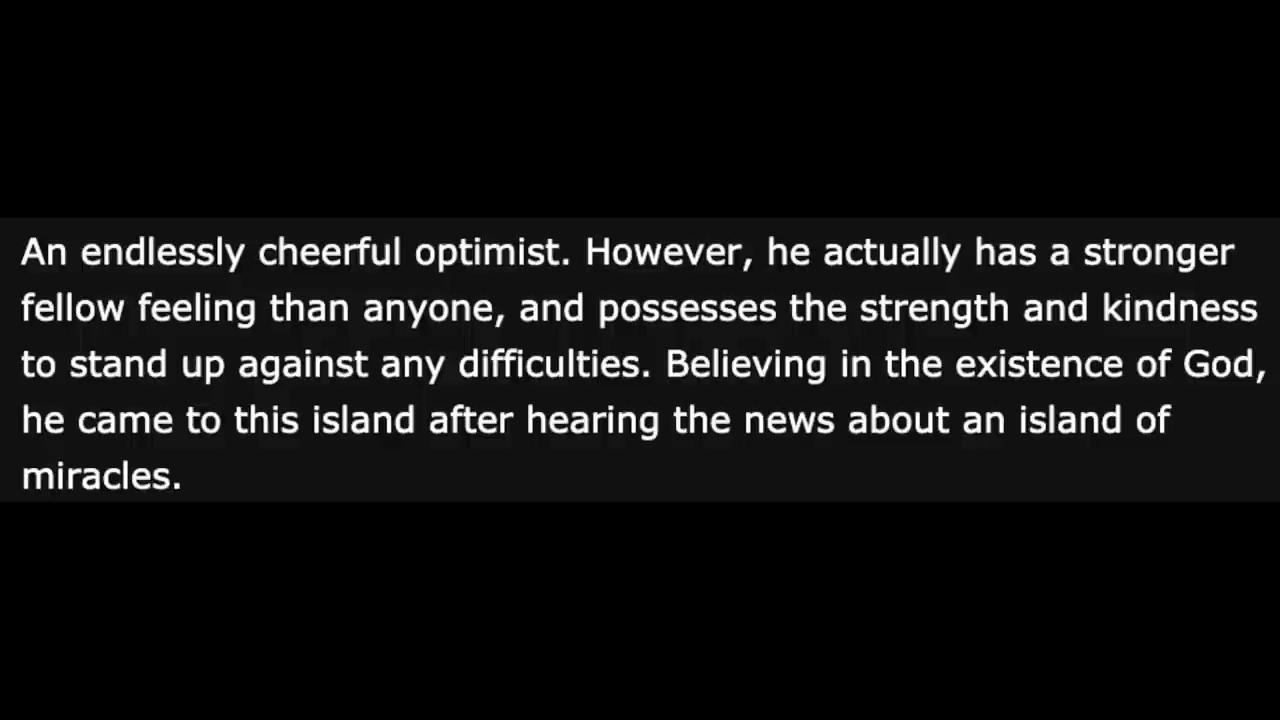 An endlessly cheerful optimist. However, he actually has a stronger
fellow feeling than anyone, and possesses the strength and kindness
to stand up against any difficulties. Believing in the existence of God,
he came to this island after hearing the news about an island of
miracles.